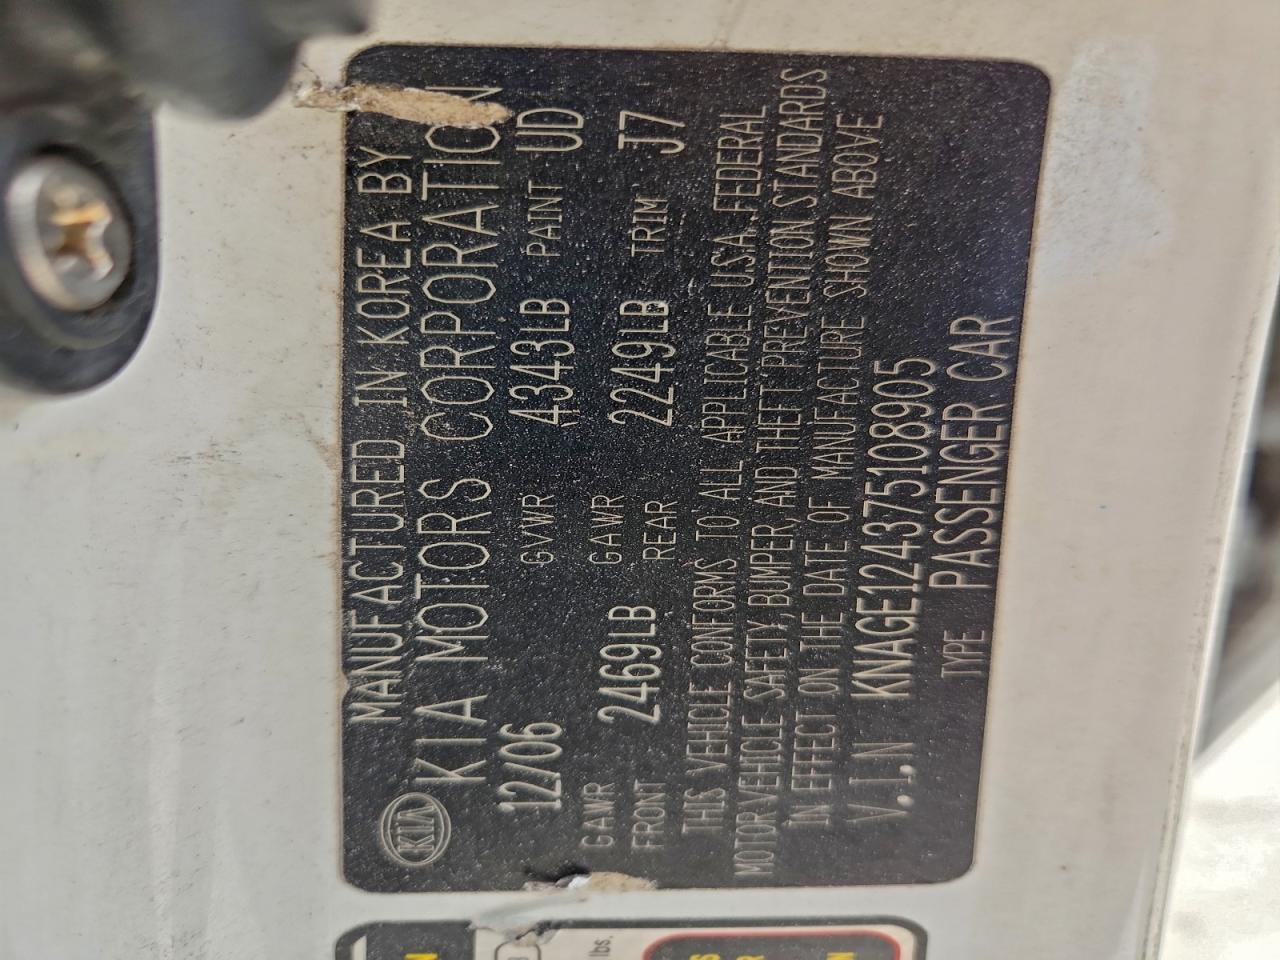 MANUFACTURED IN KOREA BY
KIA KIA MOTORS CORPORATION
12/06 GVWR 4343LB PAINT UD
GAWR FRONT 2469LB GAWR REAR 2249LB TRIM J7
THIS VEHICLE CONFORMS TO ALL APPLICABLE U.S.A. FEDERAL
MOTOR VEHICLE SAFETY, BUMPER, AND THEFT PREVENTION STANDARDS
IN EFFECT ON THE DATE OF MANUFACTURE SHOWN ABOVE
V.I.N KNAGE124375108905
TYPE PASSENGER CAR
lbs.